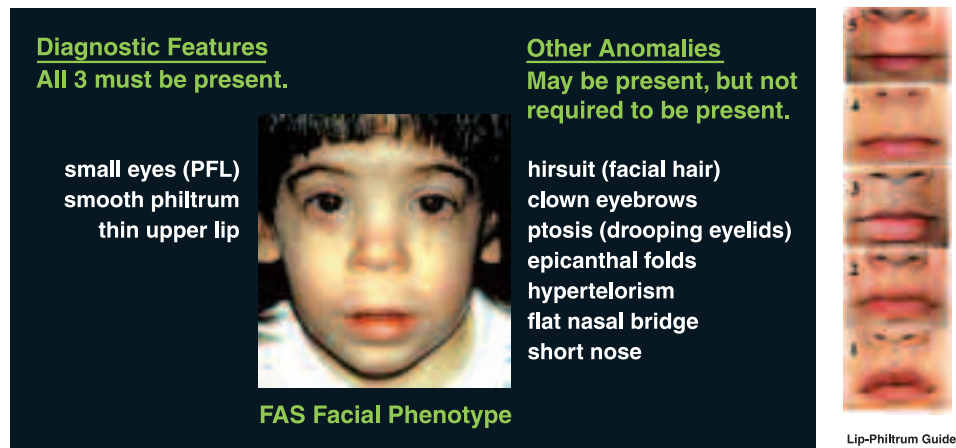 Diagnostic Features
All 3 must be present.
small eyes (PFL)
smooth philtrum
thin upper lip
FAS Facial Phenotype
Other Anomalies
May be present, but not
required to be present.
hirsuit (facial hair)
clown eyebrows
ptosis (drooping eyelids)
epicanthal folds
hypertelorism
flat nasal bridge
short nose
5
4
3
2
1
Lip-Philtrum Guide